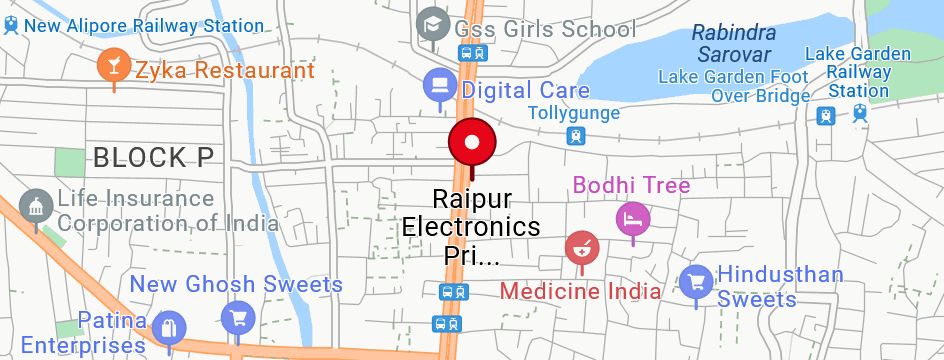 New Alipore Railway Station
Gss Girls School
Rabindra
Sarovar
Zyka Restaurant
Lake Garden
Railway
Station
Lake Garden Foot
Over Bridge
Digital Care
Tollygunge
BLOCK P
Life Insurance
Corporation of India
Raipur
Electronics
Pri...
Bodhi Tree
New Ghosh Sweets
Medicine India
Hindusthan
Sweets
Patina
Enterprises